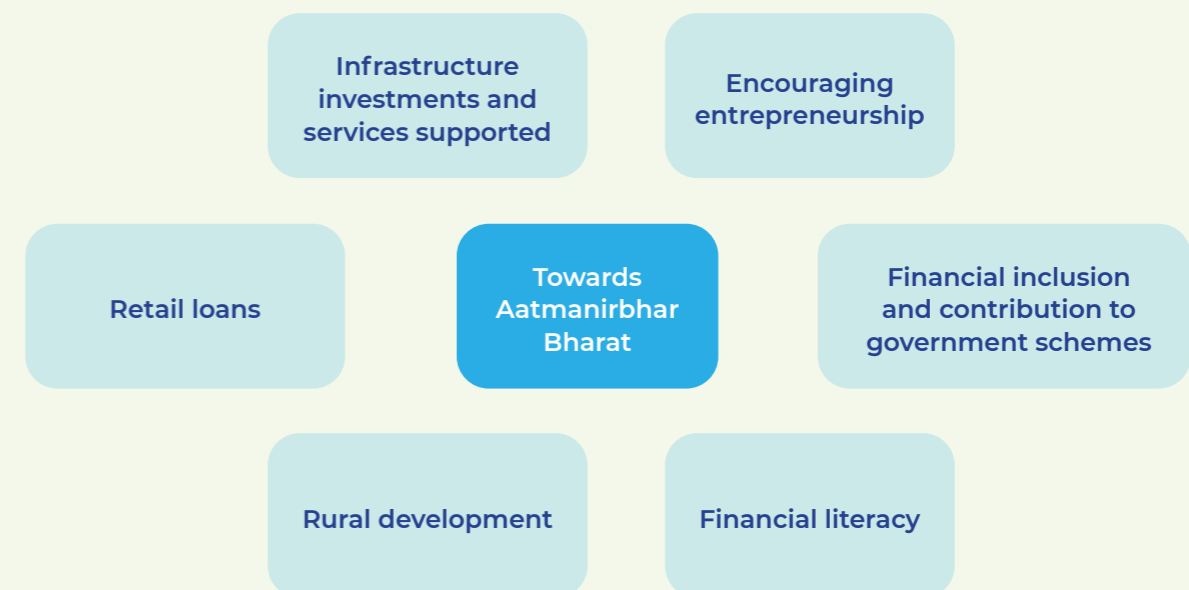 Infrastructure
investments and
services supported
Encouraging
entrepreneurship
Retail loans
Towards
Aatmanirbhar
Bharat
Financial inclusion
and contribution to
government schemes
Rural development
Financial literacy